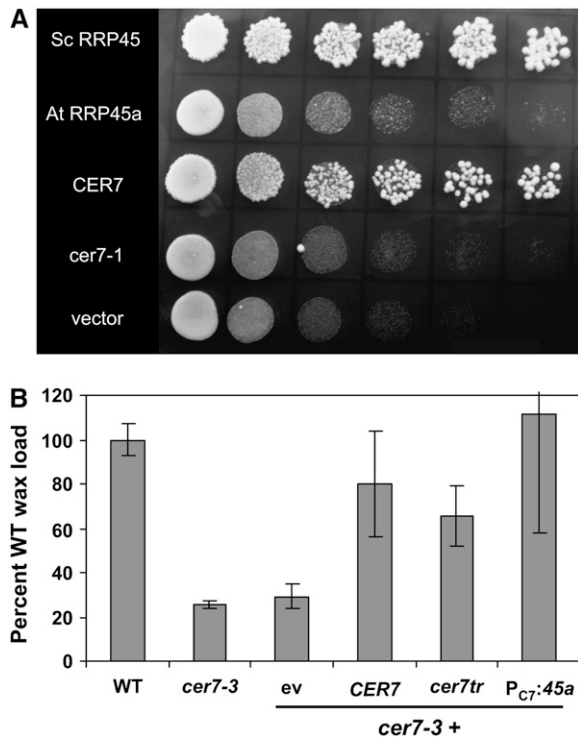 A
Sc RRP45
At RRP45a
CER7
cer7-1
vector
B
Percent WT wax load
120
100
80
60
40
20
0
WT cer7-3 ev CER7 cer7tr PC7:45a
cer7-3 +